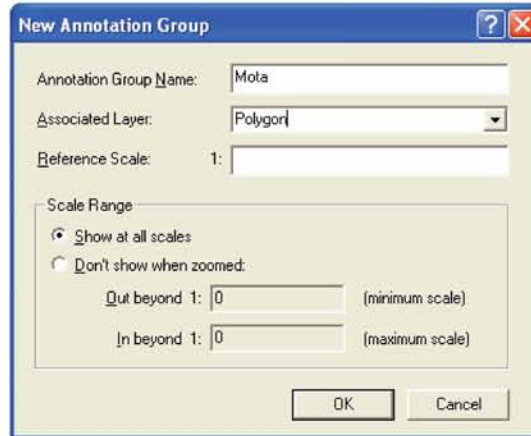 New Annotation Group
Annotation Group Name: Mota
Associated Layer: Polygon
Reference Scale: 1:
Scale Range
Show at all scales
Don't show when zoomed:
Out beyond 1: 0 (minimum scale)
In beyond 1: 0 (maximum scale)
OK Cancel